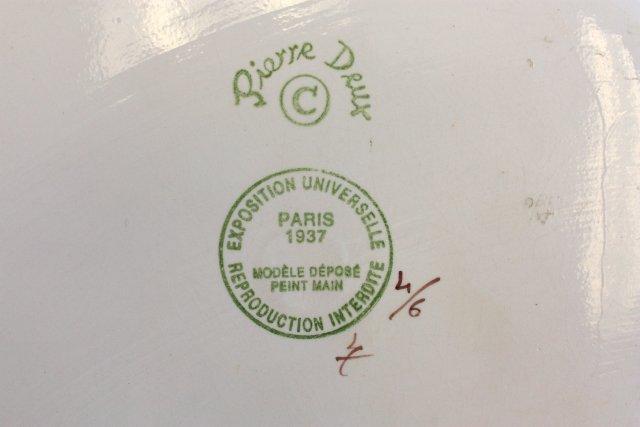 Pierre Deux
©
EXPOSITION UNIVERSELLE
PARIS
1937
MODÈLE DÉPOSÉ
PEINT MAIN
REPRODUCTION INTERDITE
4/6